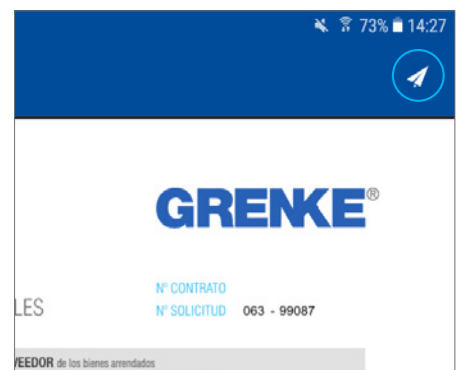 73% 14:27
GRENKE®
Nº CONTRATO
LES Nº SOLICITUD 063 - 99087
VEEDOR de los bienes arrendados